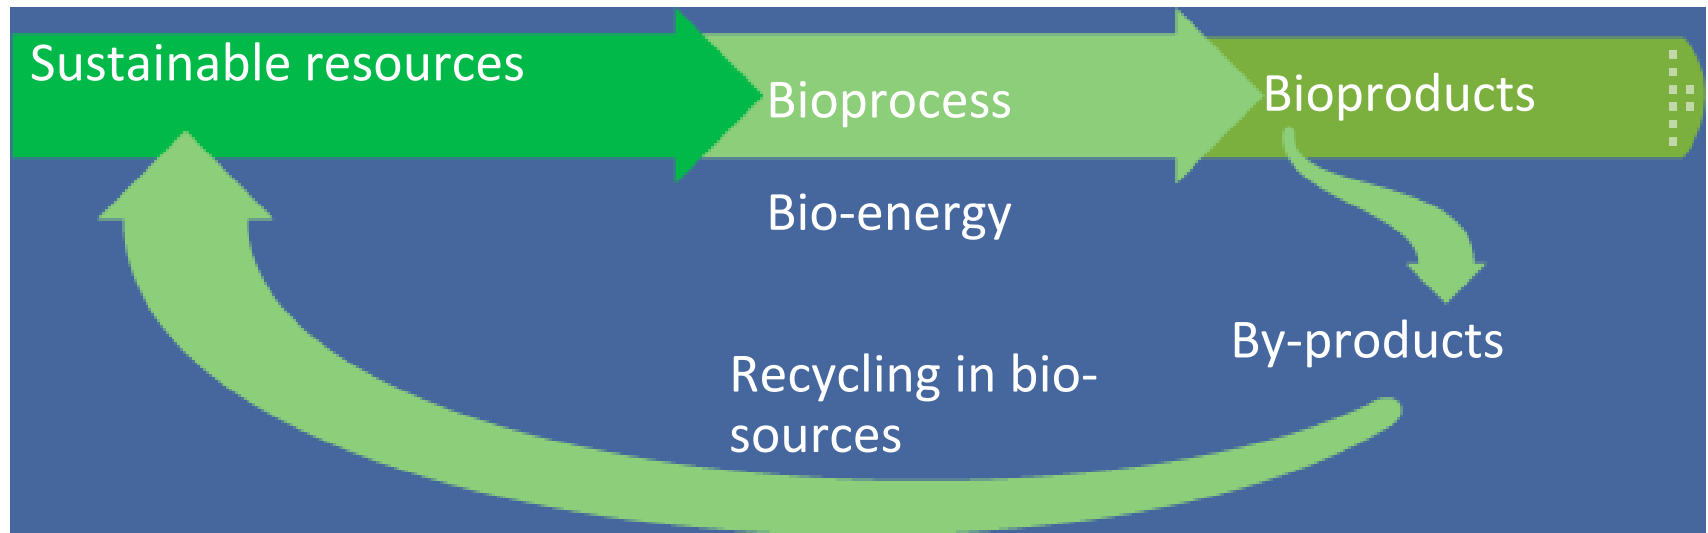 Sustainable resources
Bioprocess
Bioproducts
Bio-energy
By-products
Recycling in bio-
sources